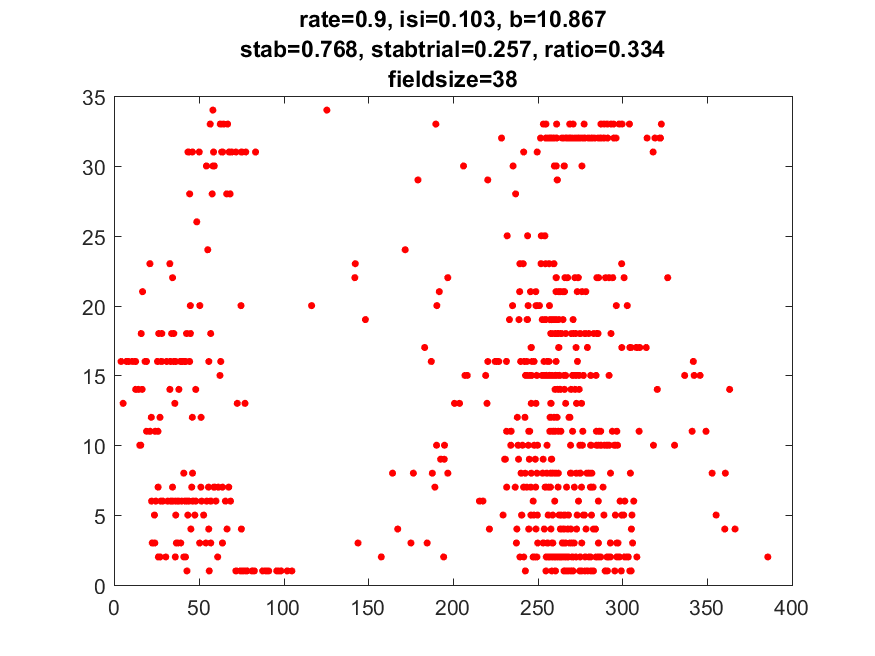 rate=0.9, isi=0.103, b=10.867
stab=0.768, stabtrial=0.257, ratio=0.334
fieldsize=38
35
30
25
20
15
10
5
0
0 50 100 150 200 250 300 350 400